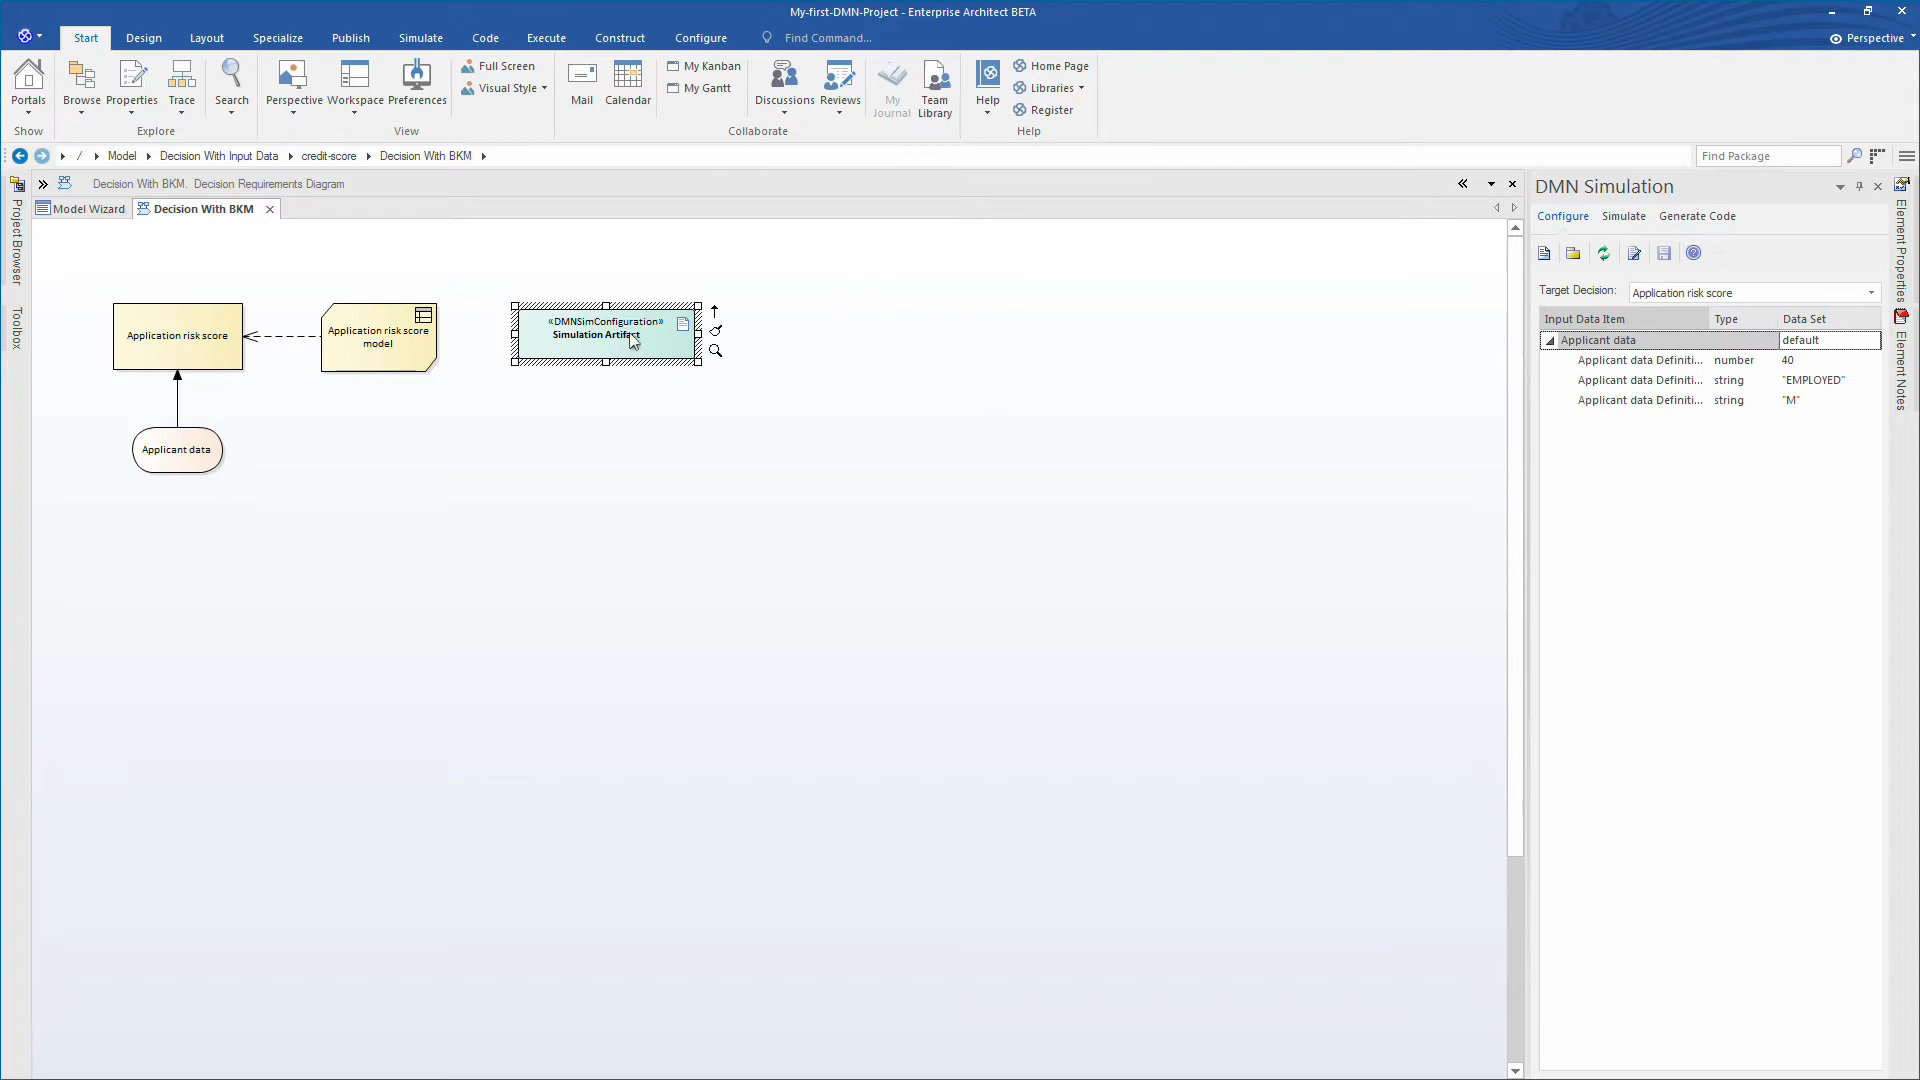 My-first-DMN-Project - Enterprise Architect BETA
Start Design Layout Specialize Publish Simulate Code Execute Construct Configure Find Command... Perspective
Portals
Show
Browse Properties Trace Search
Explore
Perspective Workspace Preferences
Full Screen
Visual Style
View
Mail Calendar
My Kanban
My Gantt
Discussions Reviews
My Journal
Team Library
Collaborate
Help
Home Page
Libraries
Register
Help
/ Model Decision With Input Data credit-score Decision With BKM
Find Package
Decision With BKM. Decision Requirements Diagram
Model Wizard Decision With BKM
Project Browser
Toolbox
Application risk score
Application risk score
model
«DMNSimConfiguration»
Simulation Artifact
Applicant data
DMN Simulation
Configure Simulate Generate Code
Target Decision: Application risk score
Input Data Item Type Data Set
Applicant data default
Applicant data Definiti... number 40
Applicant data Definiti... string "EMPLOYED"
Applicant data Definiti... string "M"
Element Properties
Element Notes